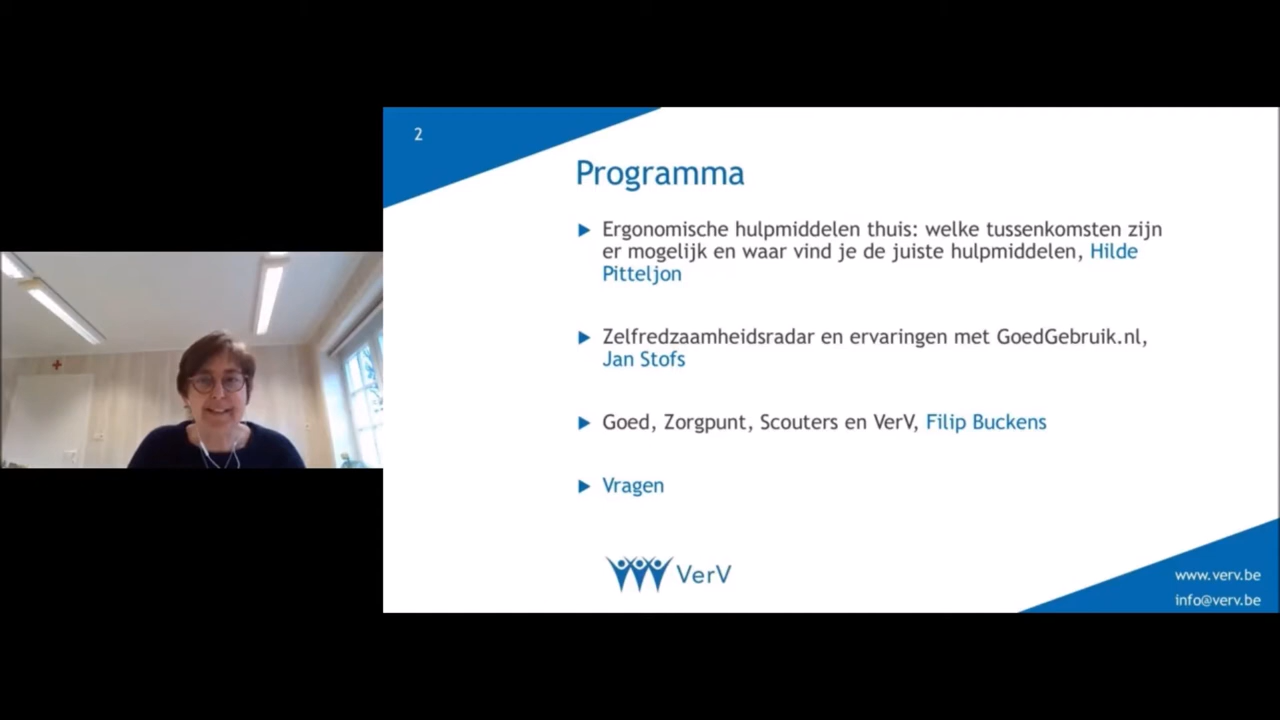 2
Programma
Ergonomische hulpmiddelen thuis: welke tussenkomsten zijn
er mogelijk en waar vind je de juiste hulpmiddelen, Hilde
Pitteljon
Zelfredzaamheidsradar en ervaringen met GoedGebruik.nl,
Jan Stofs
Goed, Zorgpunt, Scouters en VerV, Filip Buckens
Vragen
VerV
www.verv.be
info@verv.be